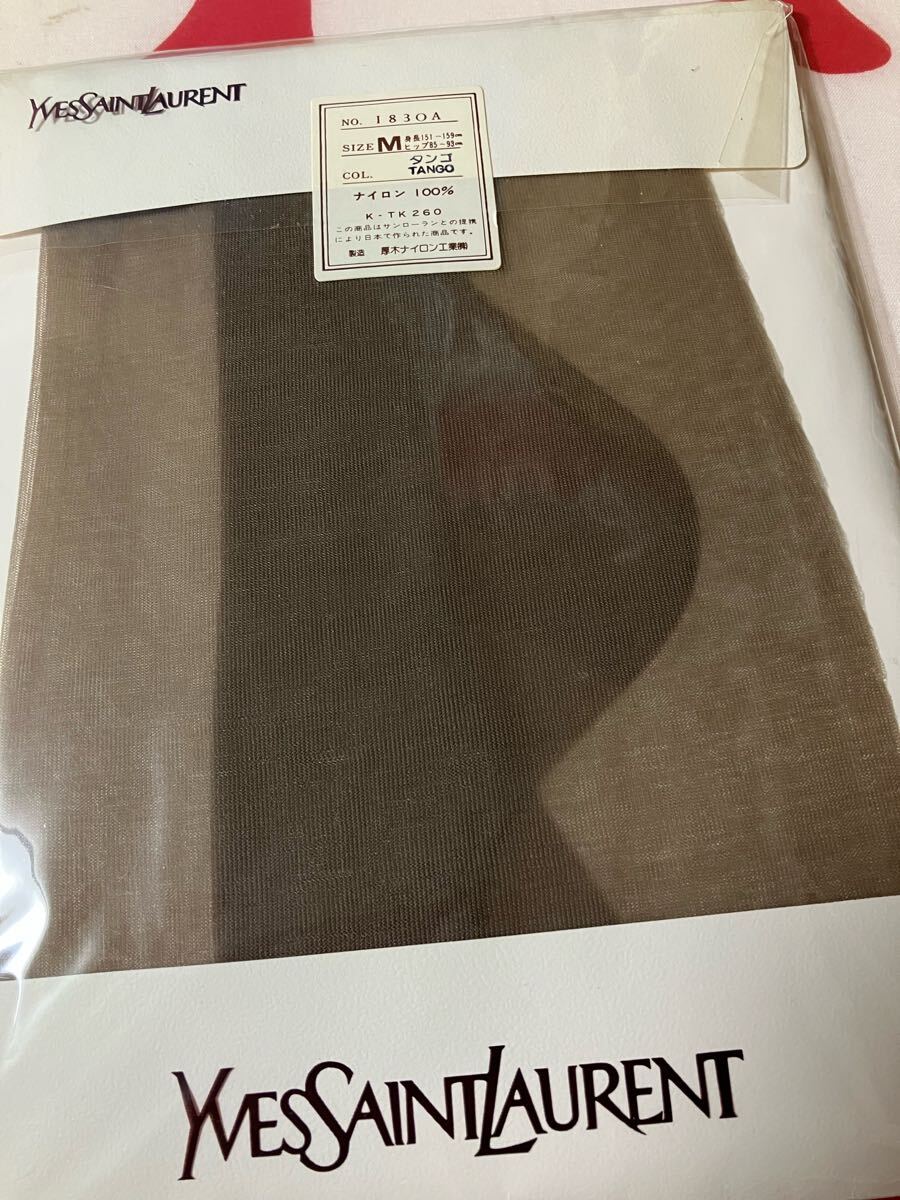 YVESSAINTLAURENT
NO. 1830A
SIZE M 身長151-159cm
ヒップ85-93cm
COL. タンゴ
TANGO
ナイロン 100%
K-TK260
この商品はサンローランとの提携
により日本で作られた商品です。
製造 厚木ナイロン工業㈱
YVESSAINTLAURENT